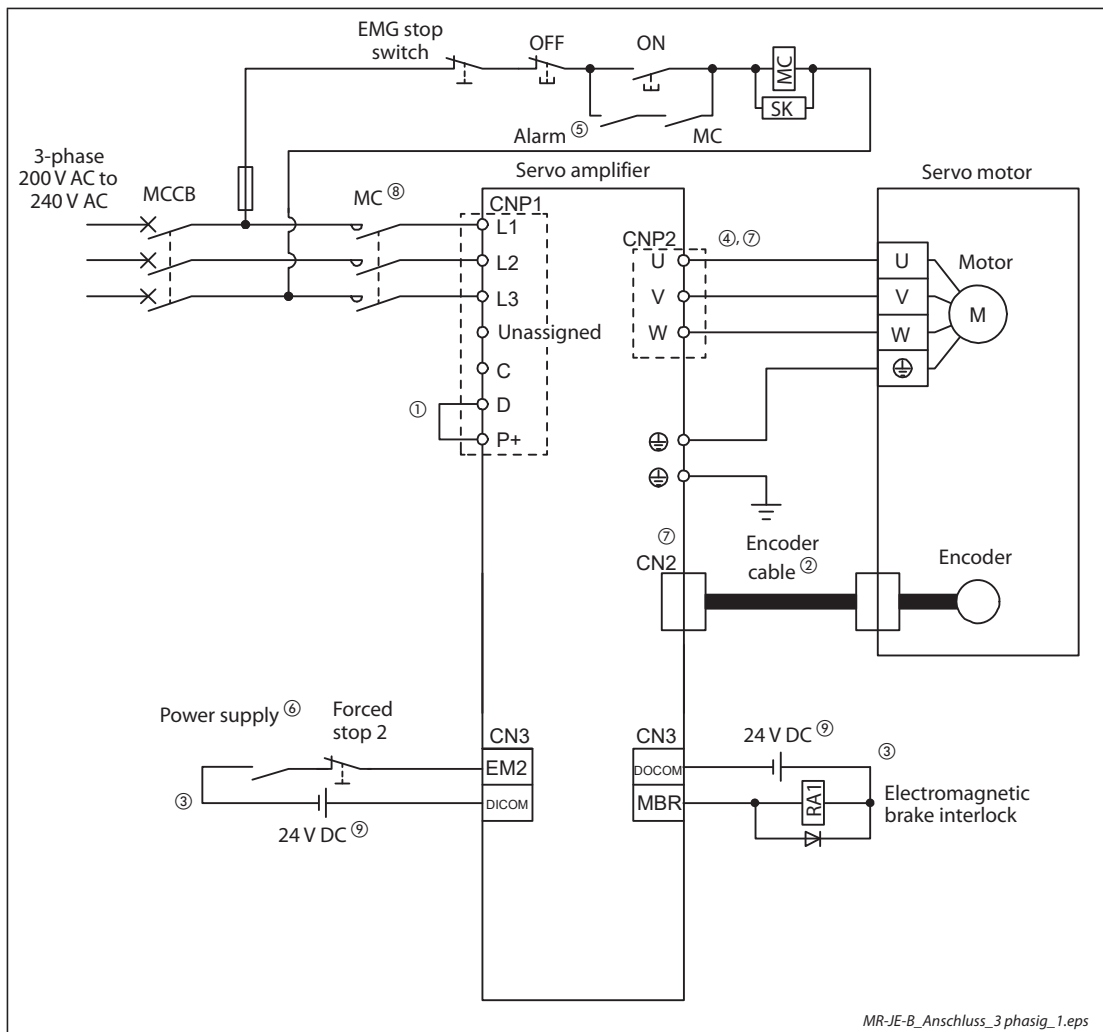 EMG stop
switch
OFF
ON
MC
SK
Alarm ⑤
MC
3-phase
200 V AC to
240 V AC
MCCB
MC ⑧
Servo amplifier
Servo motor
CNP1
L1
L2
L3
Unassigned
C
D
P+
①
CNP2
U
V
W
④, ⑦
U
V
W
Motor
M
⑦
CN2
Encoder
cable ②
Encoder
Power supply ⑥
Forced
stop 2
③
24 V DC ⑨
CN3
EM2
DICOM
CN3
DOCOM
MBR
24 V DC ⑨
③
RA1
Electromagnetic
brake interlock
MR-JE-B_Anschluss_3 phasig_1.eps